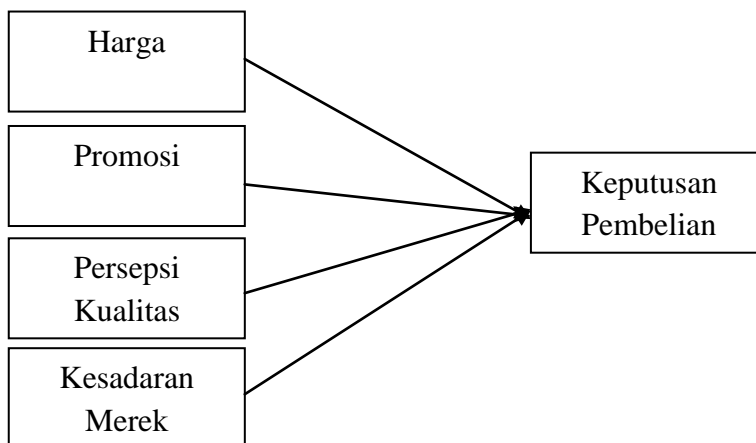 Harga
Promosi
Persepsi
Kualitas
Kesadaran
Merek
Keputusan
Pembelian